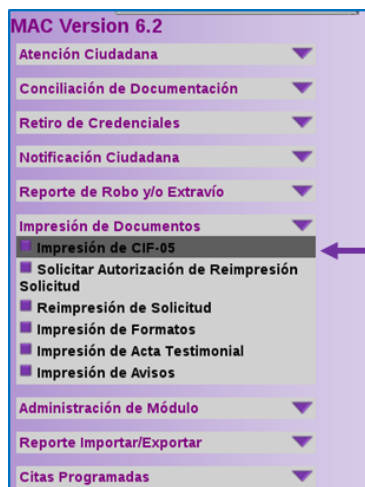 MAC Version 6.2
Atención Ciudadana
Conciliación de Documentación
Retiro de Credenciales
Notificación Ciudadana
Reporte de Robo y/o Extravío
Impresión de Documentos
Impresión de CIF-05
Solicitar Autorización de Reimpresión
Solicitud
Reimpresión de Solicitud
Impresión de Formatos
Impresión de Acta Testimonial
Impresión de Avisos
Administración de Módulo
Reporte Importar/Exportar
Citas Programadas